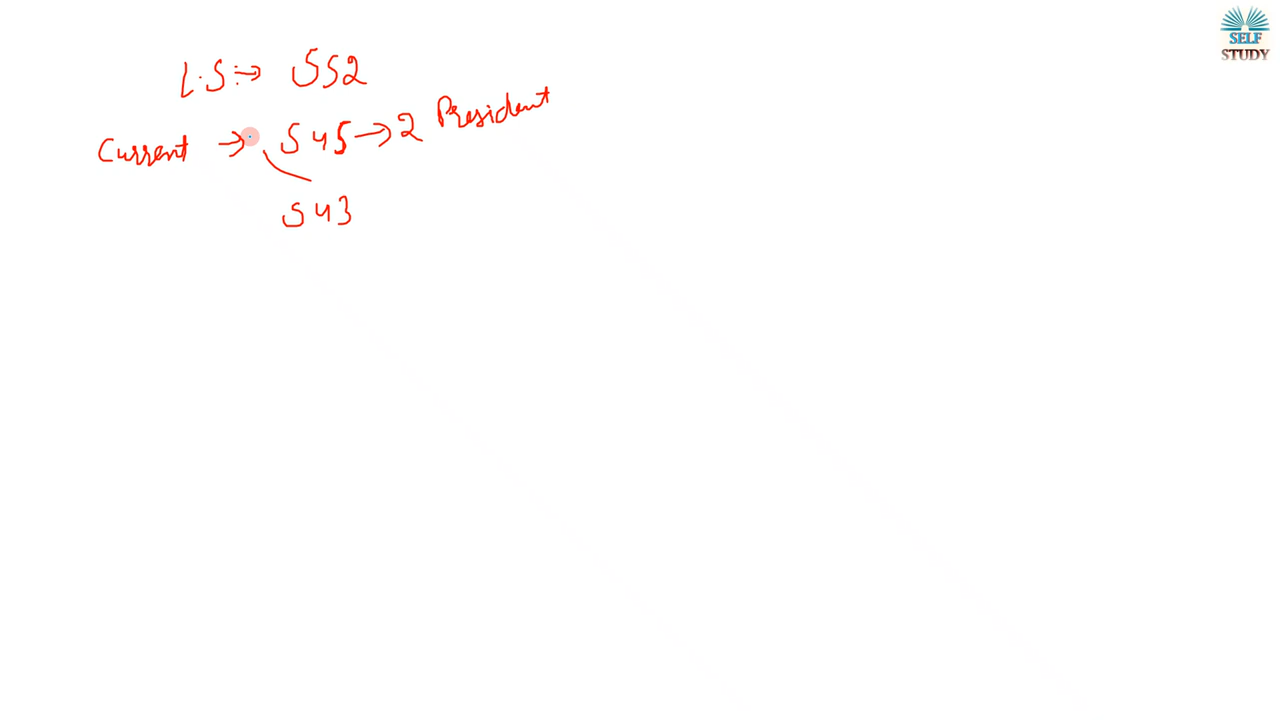 L.S:→ 552
Current → 545 → 2 President
543
SELF
STUDY